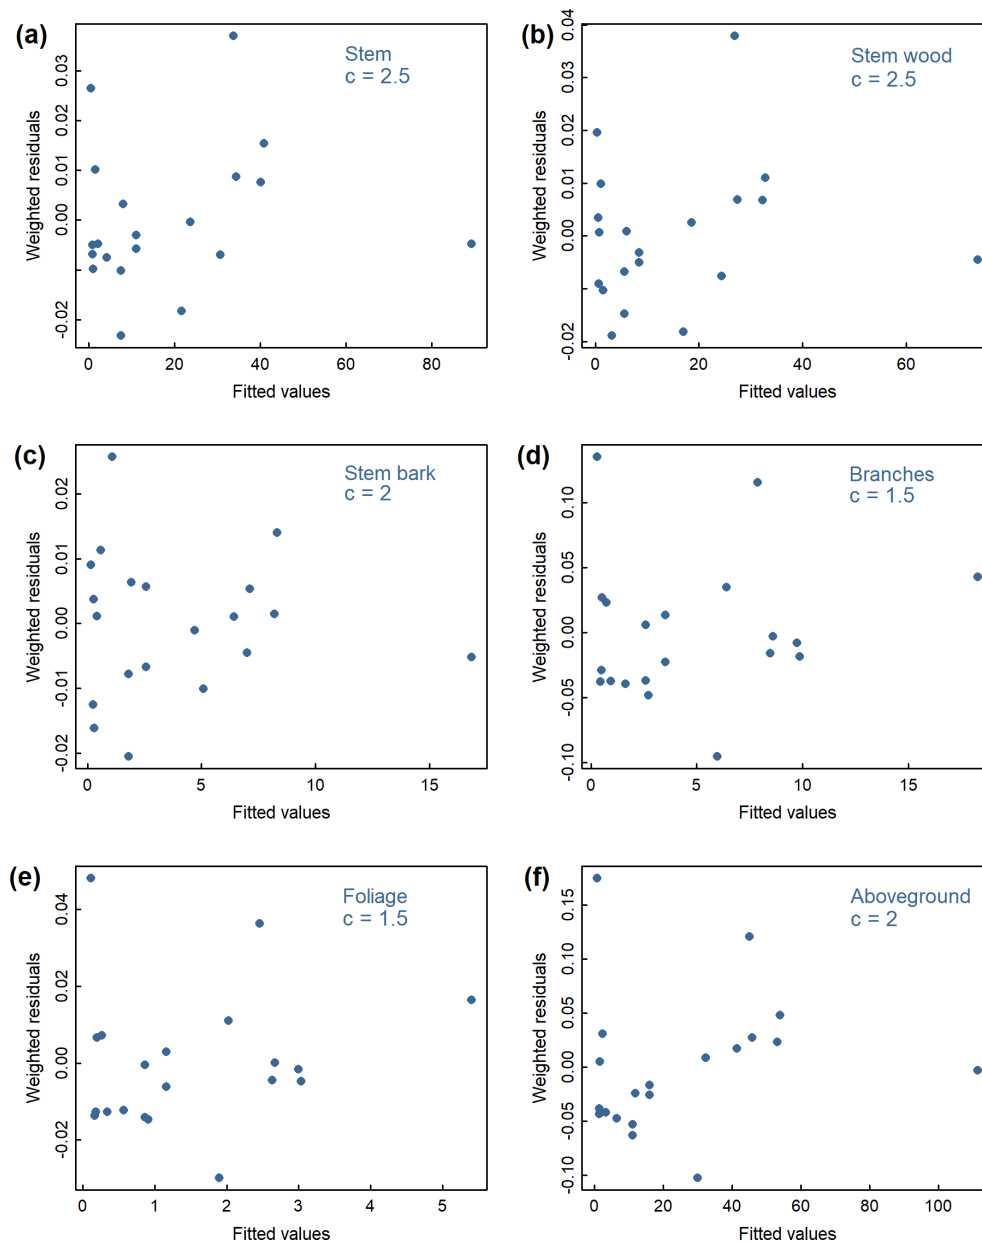 (a)
Stem
c = 2.5
Weighted residuals
-0.02
0.00
0.01
0.02
0.03
0
20
40
60
80
Fitted values
(b)
Stem wood
c = 2.5
Weighted residuals
-0.02
0.00
0.01
0.02
0.03
0.04
0
20
40
60
Fitted values
(c)
Stem bark
c = 2
Weighted residuals
-0.02
-0.01
0.00
0.01
0.02
0
5
10
15
Fitted values
(d)
Branches
c = 1.5
Weighted residuals
-0.10
-0.05
0.00
0.05
0.10
0
5
10
15
Fitted values
(e)
Foliage
c = 1.5
Weighted residuals
-0.02
0.00
0.02
0.04
0
1
2
3
4
5
Fitted values
(f)
Aboveground
c = 2
Weighted residuals
-0.10
-0.05
0.00
0.05
0.10
0.15
0
20
40
60
80
100
Fitted values